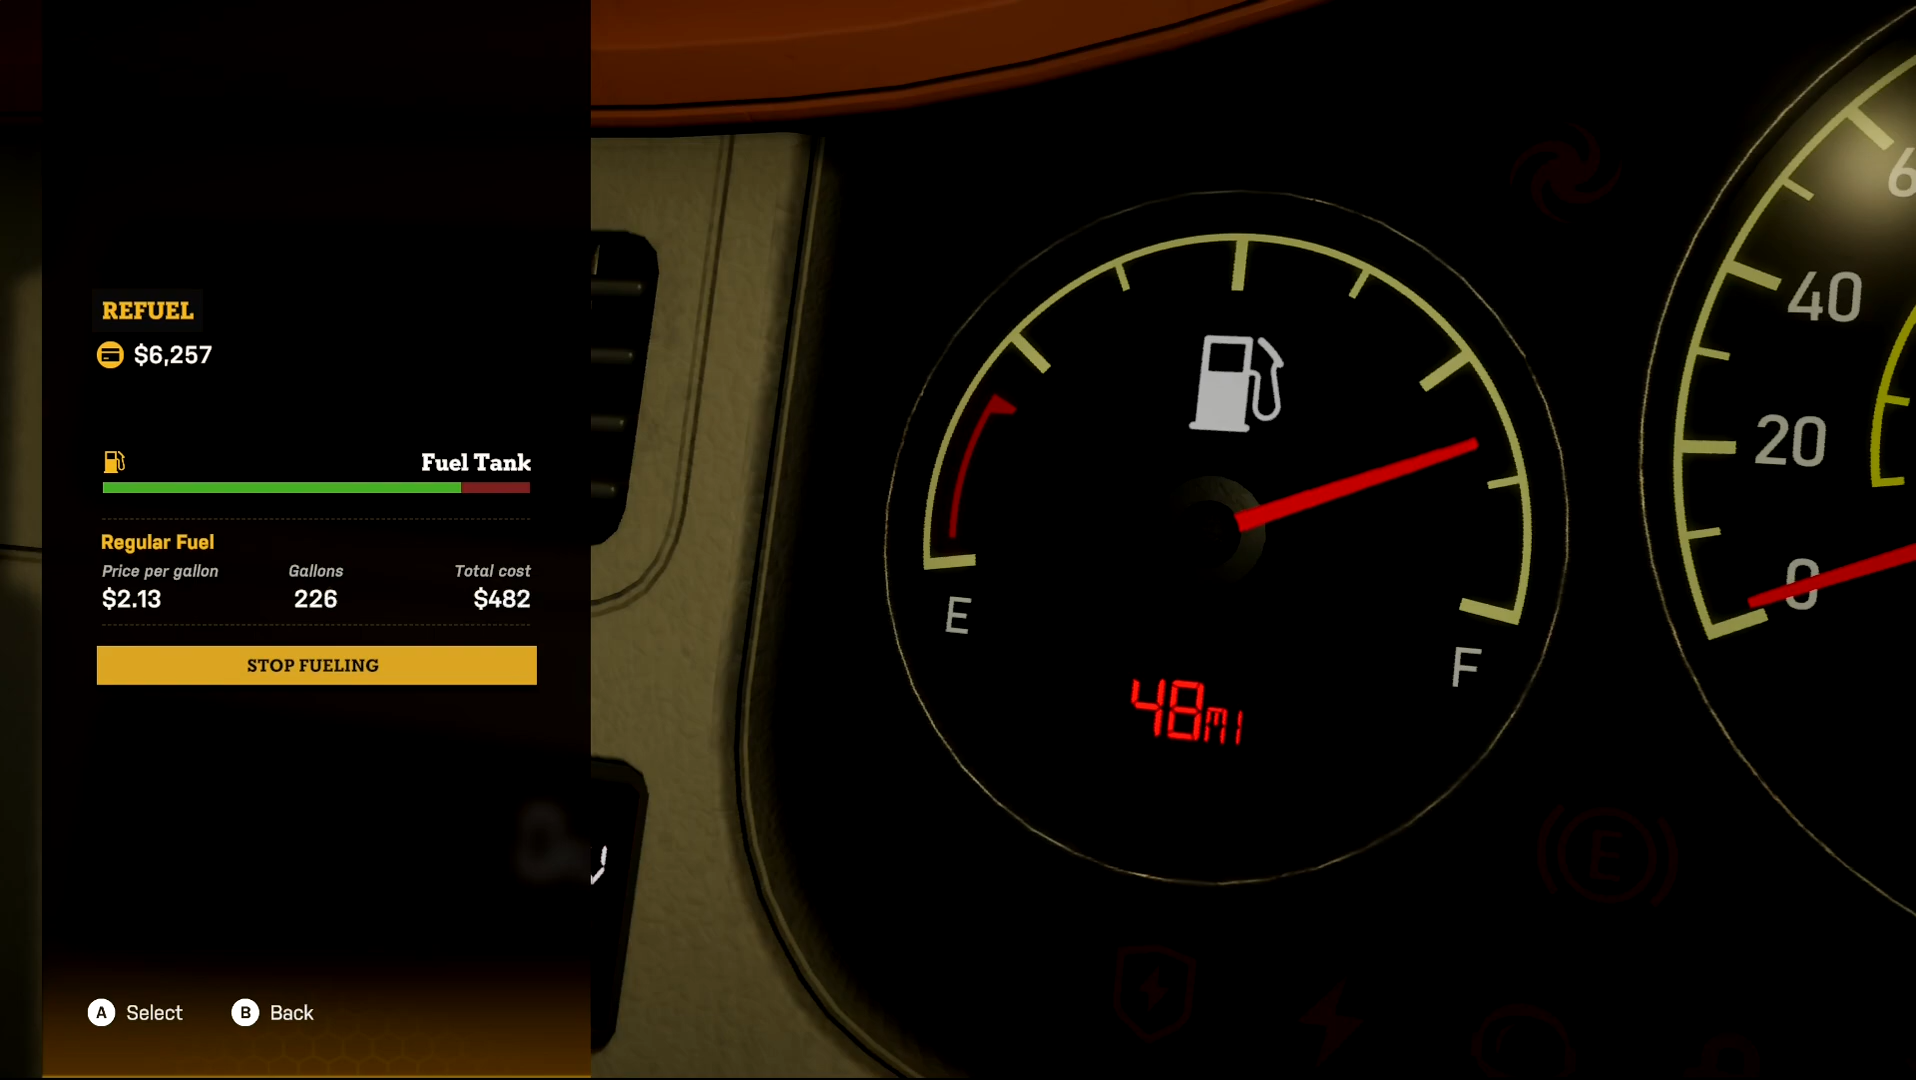 REFUEL
$6,257
Fuel Tank
Regular Fuel
Price per gallon Gallons Total cost
$2.13 226 $482
STOP FUELING
A Select B Back
E
F
48mi
40
20
0
E